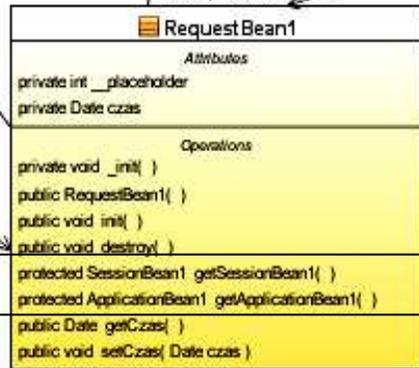 RequestBean1
Attributes
private int __placeholder
private Date czas
Operations
private void _init( )
public RequestBean1( )
public void init( )
public void destroy( )
protected SessionBean1 getSessionBean1( )
protected ApplicationBean1 getApplicationBean1( )
public Date getCzas( )
public void setCzas( Date czas )